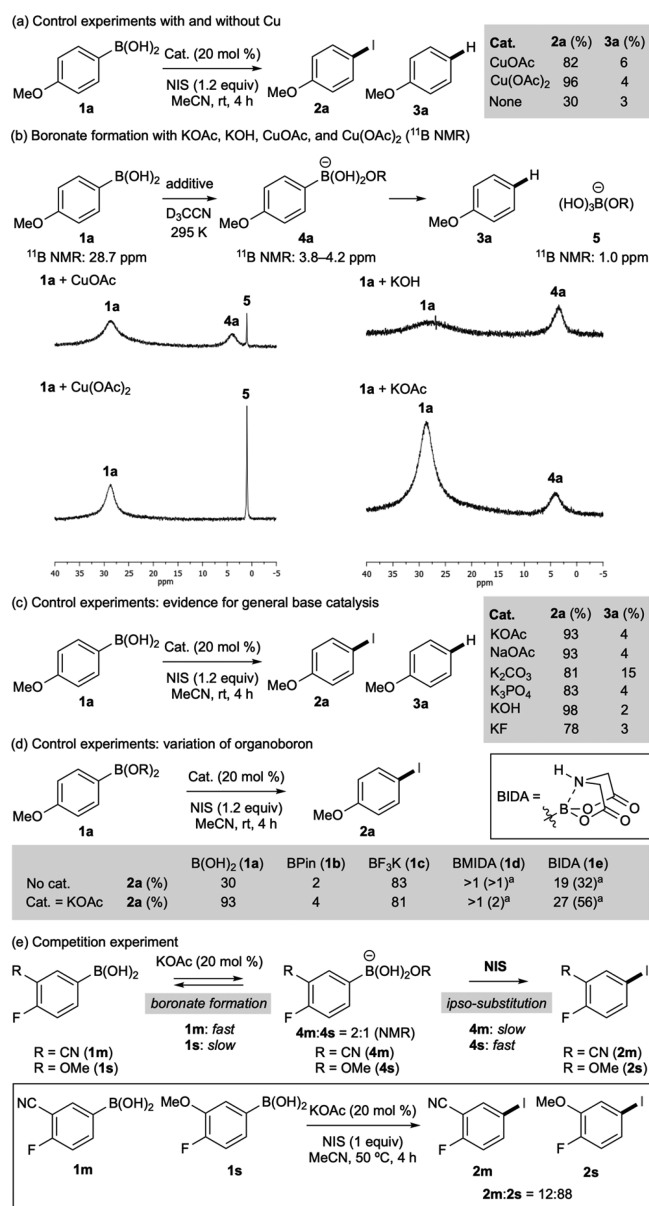 (a) Control experiments with and without Cu
B(OH)₂
MeO
1a
Cat. (20 mol %)
NIS (1.2 equiv)
MeCN, rt, 4 h
I
MeO
2a
H
MeO
3a
Cat. 2a (%) 3a (%)
CuOAc 82 6
Cu(OAc)₂ 96 4
None 30 3
(b) Boronate formation with KOAc, KOH, CuOAc, and Cu(OAc)₂ (¹¹B NMR)
B(OH)₂
MeO
1a
¹¹B NMR: 28.7 ppm
additive
D₃CCN
295 K
⊖
B(OH)₂OR
MeO
4a
¹¹B NMR: 3.8–4.2 ppm
H
MeO
3a
⊖
(HO)₃B(OR)
5
¹¹B NMR: 1.0 ppm
1a + CuOAc
1a
4a
5
1a + KOH
1a
4a
1a + Cu(OAc)₂
1a
5
1a + KOAc
1a
4a
40 35 30 25 20 15 10 5 0 -5
ppm
40 35 30 25 20 15 10 5 0 -5
ppm
(c) Control experiments: evidence for general base catalysis
B(OH)₂
MeO
1a
Cat. (20 mol %)
NIS (1.2 equiv)
MeCN, rt, 4 h
I
MeO
2a
H
MeO
3a
Cat. 2a (%) 3a (%)
KOAc 93 4
NaOAc 93 4
K₂CO₃ 81 15
K₃PO₄ 83 4
KOH 98 2
KF 78 3
(d) Control experiments: variation of organoboron
B(OR)₂
MeO
1a
Cat. (20 mol %)
NIS (1.2 equiv)
MeCN, rt, 4 h
I
MeO
2a
BIDA =
H
N
B
O
O
O
O
B(OH)₂ (1a) BPin (1b) BF₃K (1c) BMIDA (1d) BIDA (1e)
No cat. 2a (%) 30 2 83 >1 (>1)ᵃ 19 (32)ᵃ
Cat. = KOAc 2a (%) 93 4 81 >1 (2)ᵃ 27 (56)ᵃ
(e) Competition experiment
R
B(OH)₂
F
R = CN (1m)
R = OMe (1s)
KOAc (20 mol %)
boronate formation
1m: fast
1s: slow
⊖
R
B(OH)₂OR
F
4m:4s = 2:1 (NMR)
R = CN (4m)
R = OMe (4s)
NIS
ipso-substitution
4m: slow
4s: fast
R
I
F
R = CN (2m)
R = OMe (2s)
NC
B(OH)₂
F
1m
MeO
B(OH)₂
F
1s
KOAc (20 mol %)
NIS (1 equiv)
MeCN, 50 ºC, 4 h
NC
I
F
2m
MeO
I
F
2s
2m:2s = 12:88